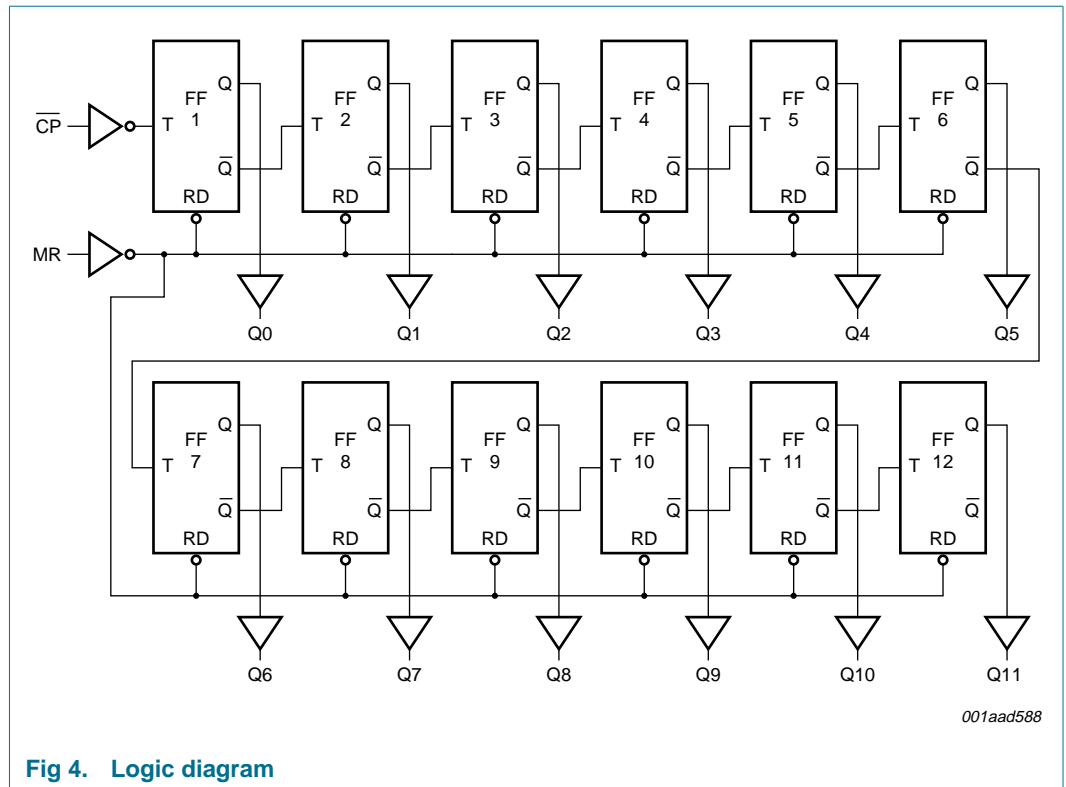 Q Q Q Q Q Q
FF FF FF FF FF FF
C̅P̅ T 1 T 2 T 3 T 4 T 5 T 6
Q̅ Q̅ Q̅ Q̅ Q̅ Q̅
RD RD RD RD RD RD
MR
Q0 Q1 Q2 Q3 Q4 Q5
Q Q Q Q Q Q
FF FF FF FF FF FF
T 7 T 8 T 9 T 10 T 11 T 12
Q̅ Q̅ Q̅ Q̅ Q̅ Q̅
RD RD RD RD RD RD
Q6 Q7 Q8 Q9 Q10 Q11
001aad588
Fig 4. Logic diagram